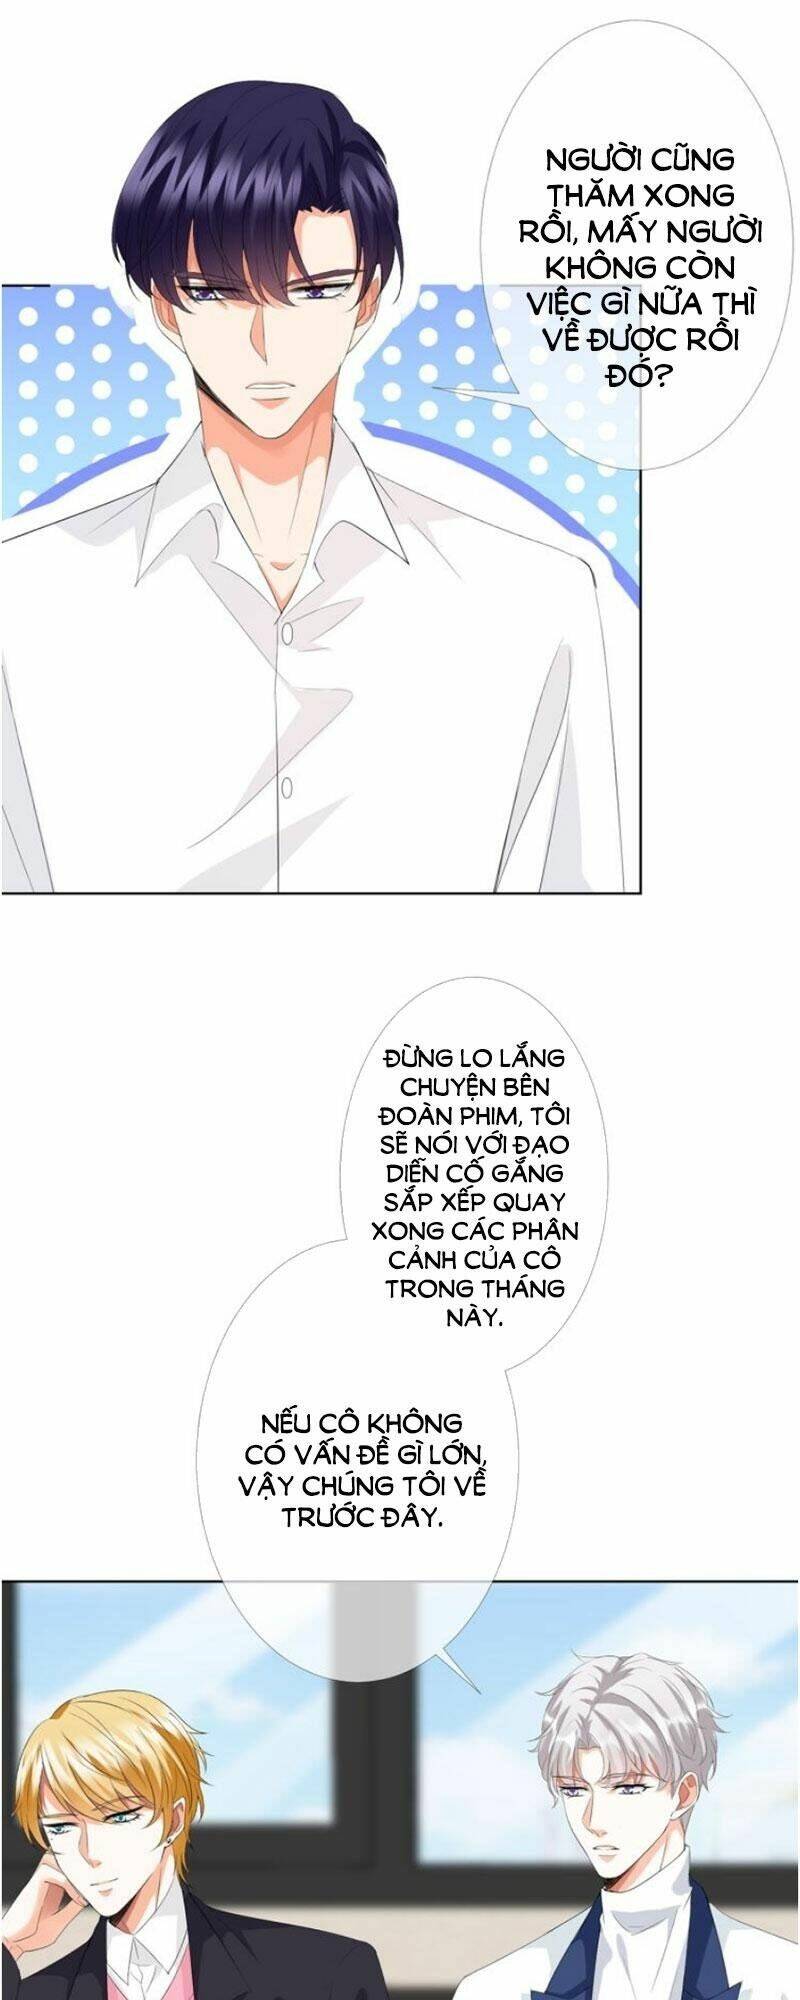 NGƯỜI CŨNG
THĂM XONG
RỒI, MẤY NGƯỜI
KHÔNG CÒN
VIỆC GÌ NỮA THÌ
VỀ ĐƯỢC RỒI
ĐÓ?
ĐỪNG LO LẮNG
CHUYỆN BÊN
ĐOÀN PHIM, TÔI
SẼ NÓI VỚI ĐẠO
DIỄN CỐ GẮNG
SẮP XẾP QUAY
XONG CÁC PHÂN
CẢNH CỦA CÔ
TRONG THÁNG
NÀY.
NẾU CÔ KHÔNG
CÓ VẤN ĐỀ GÌ LỚN,
VẬY CHÚNG TÔI VỀ
TRƯỚC ĐÂY.